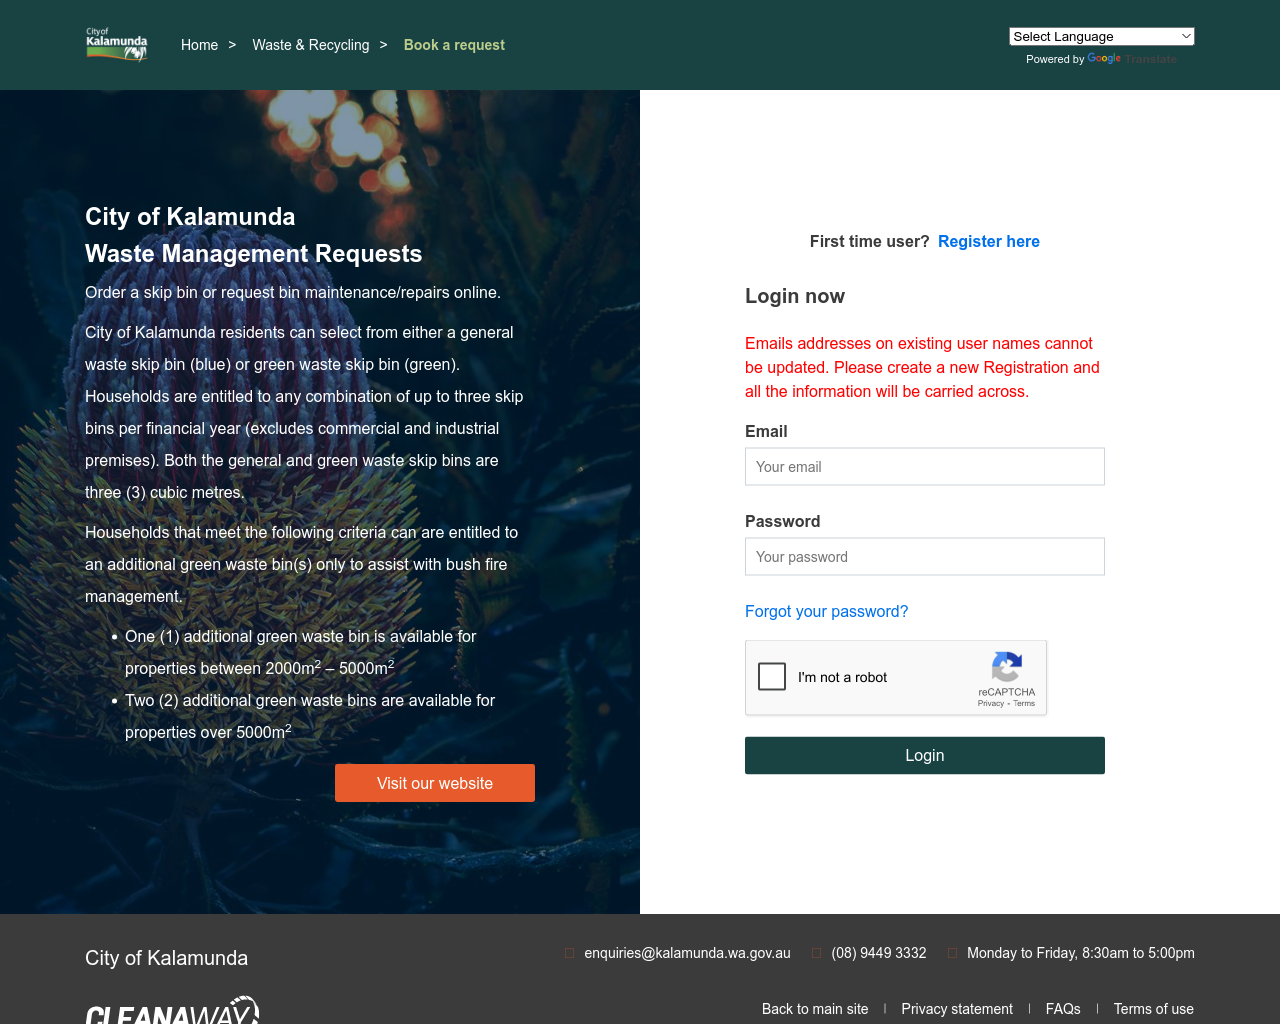 City of
Kalamunda
Home > Waste & Recycling > Book a request
Select Language
Powered by Google Translate
City of Kalamunda
Waste Management Requests
Order a skip bin or request bin maintenance/repairs online.
City of Kalamunda residents can select from either a general
waste skip bin (blue) or green waste skip bin (green).
Households are entitled to any combination of up to three skip
bins per financial year (excludes commercial and industrial
premises). Both the general and green waste skip bins are
three (3) cubic metres.
Households that meet the following criteria can are entitled to
an additional green waste bin(s) only to assist with bush fire
management.
• One (1) additional green waste bin is available for
properties between 2000m² – 5000m²
• Two (2) additional green waste bins are available for
properties over 5000m²
Visit our website
First time user? Register here
Login now
Emails addresses on existing user names cannot
be updated. Please create a new Registration and
all the information will be carried across.
Email
Your email
Password
Your password
Forgot your password?
I'm not a robot
reCAPTCHA
Privacy - Terms
Login
City of Kalamunda
enquiries@kalamunda.wa.gov.au
(08) 9449 3332
Monday to Friday, 8:30am to 5:00pm
CLEANAWAY
Back to main site | Privacy statement | FAQs | Terms of use